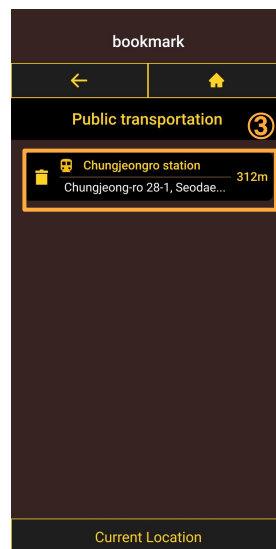 bookmark
Public transportation
③
Chungjeongro station
312m
Chungjeong-ro 28-1, Seodae...
Current Location